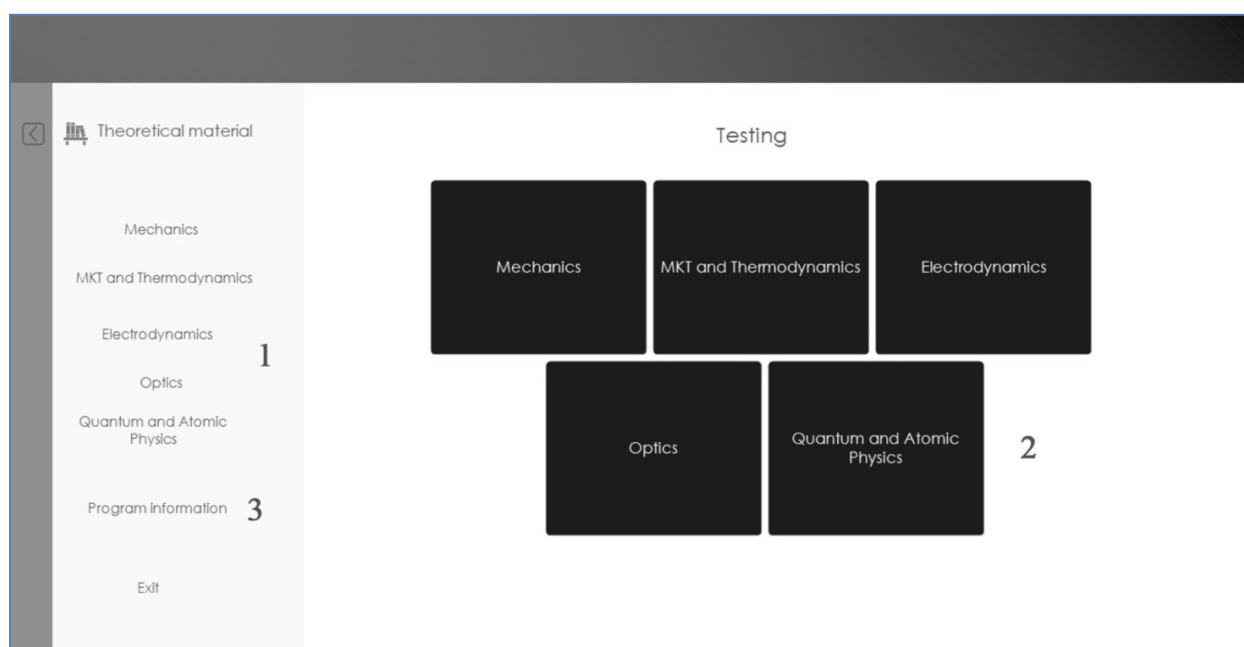 Theoretical material
Mechanics
MKT and Thermodynamics
Electrodynamics
1
Optics
Quantum and Atomic
Physics
Program information 3
Exit
Testing
Mechanics
MKT and Thermodynamics
Electrodynamics
Optics
Quantum and Atomic
Physics
2